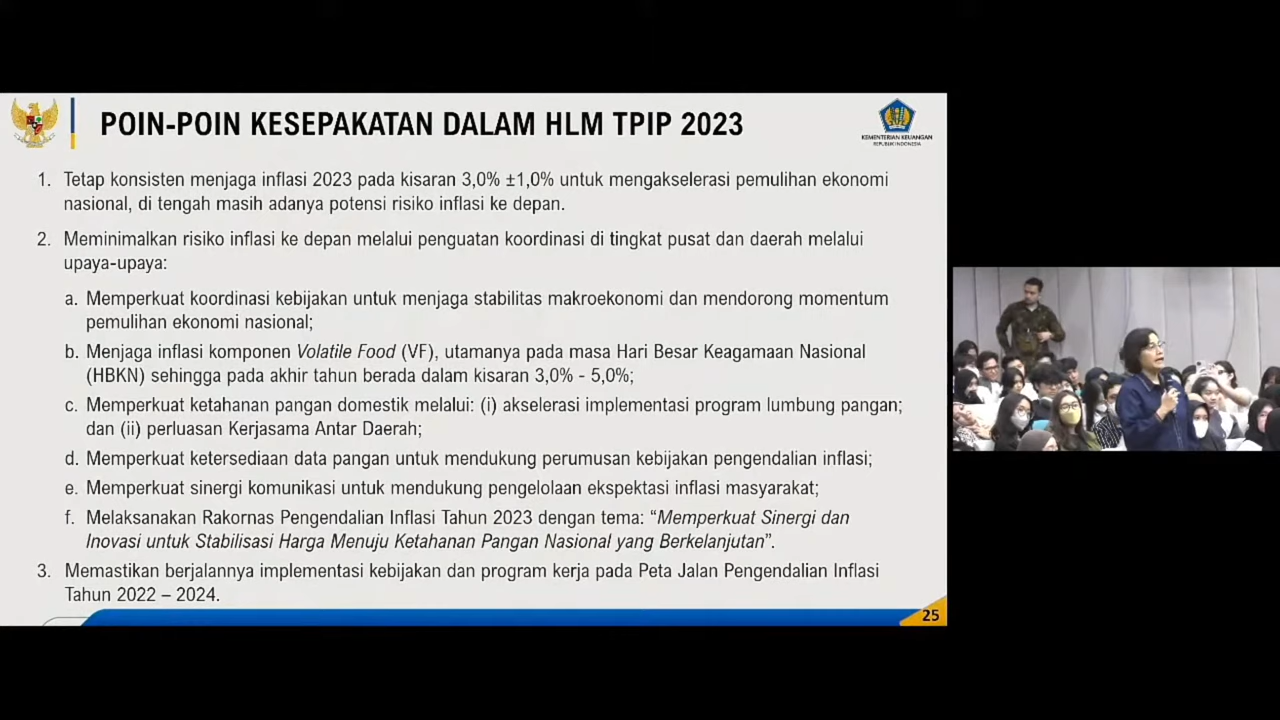 POIN-POIN KESEPAKATAN DALAM HLM TPIP 2023
KEMENTERIAN KEUANGAN
REPUBLIK INDONESIA
1. Tetap konsisten menjaga inflasi 2023 pada kisaran 3,0% ±1,0% untuk mengakselerasi pemulihan ekonomi
nasional, di tengah masih adanya potensi risiko inflasi ke depan.
2. Meminimalkan risiko inflasi ke depan melalui penguatan koordinasi di tingkat pusat dan daerah melalui
upaya-upaya:
a. Memperkuat koordinasi kebijakan untuk menjaga stabilitas makroekonomi dan mendorong momentum
pemulihan ekonomi nasional;
b. Menjaga inflasi komponen Volatile Food (VF), utamanya pada masa Hari Besar Keagamaan Nasional
(HBKN) sehingga pada akhir tahun berada dalam kisaran 3,0% - 5,0%;
c. Memperkuat ketahanan pangan domestik melalui: (i) akselerasi implementasi program lumbung pangan;
dan (ii) perluasan Kerjasama Antar Daerah;
d. Memperkuat ketersediaan data pangan untuk mendukung perumusan kebijakan pengendalian inflasi;
e. Memperkuat sinergi komunikasi untuk mendukung pengelolaan ekspektasi inflasi masyarakat;
f. Melaksanakan Rakornas Pengendalian Inflasi Tahun 2023 dengan tema: “Memperkuat Sinergi dan
Inovasi untuk Stabilisasi Harga Menuju Ketahanan Pangan Nasional yang Berkelanjutan”.
3. Memastikan berjalannya implementasi kebijakan dan program kerja pada Peta Jalan Pengendalian Inflasi
Tahun 2022 – 2024.
25